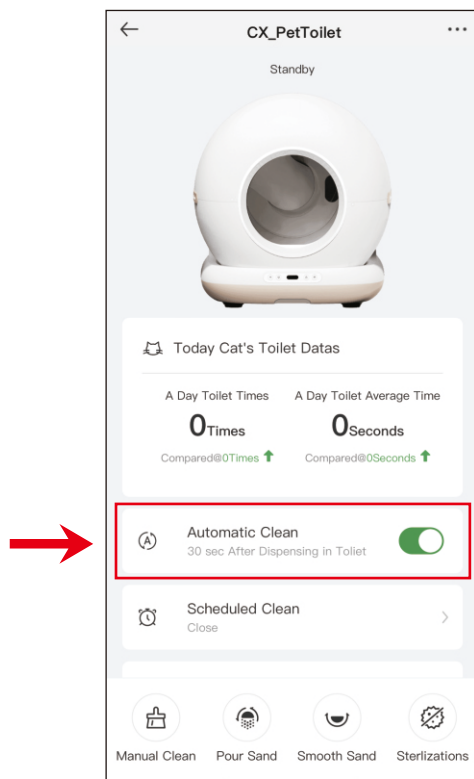 CX_PetToilet
Standby
Today Cat's Toilet Datas
A Day Toilet Times A Day Toilet Average Time
0Times 0Seconds
Compared@0Times Compared@0Seconds
A
Automatic Clean
30 sec After Dispensing in Toliet
Scheduled Clean
Close
Manual Clean Pour Sand Smooth Sand Sterlizations